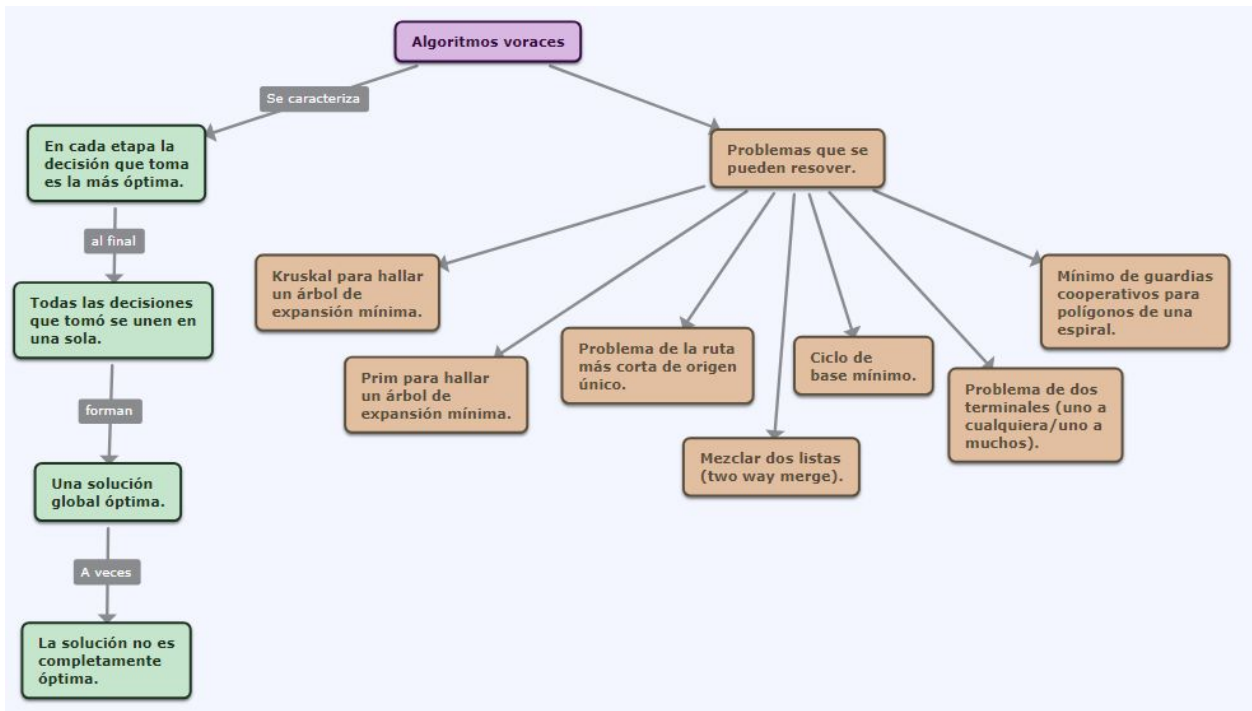 Algoritmos voraces
Se caracteriza
En cada etapa la
decisión que toma
es la más óptima.
al final
Todas las decisiones
que tomó se unen en
una sola.
forman
Una solución
global óptima.
A veces
La solución no es
completamente
óptima.
Problemas que se
pueden resover.
Kruskal para hallar
un árbol de
expansión mínima.
Prim para hallar
un árbol de
expansión mínima.
Problema de la ruta
más corta de origen
único.
Mezclar dos listas
(two way merge).
Ciclo de
base mínimo.
Problema de dos
terminales (uno a
cualquiera/uno a
muchos).
Mínimo de guardias
cooperativos para
polígonos de una
espiral.